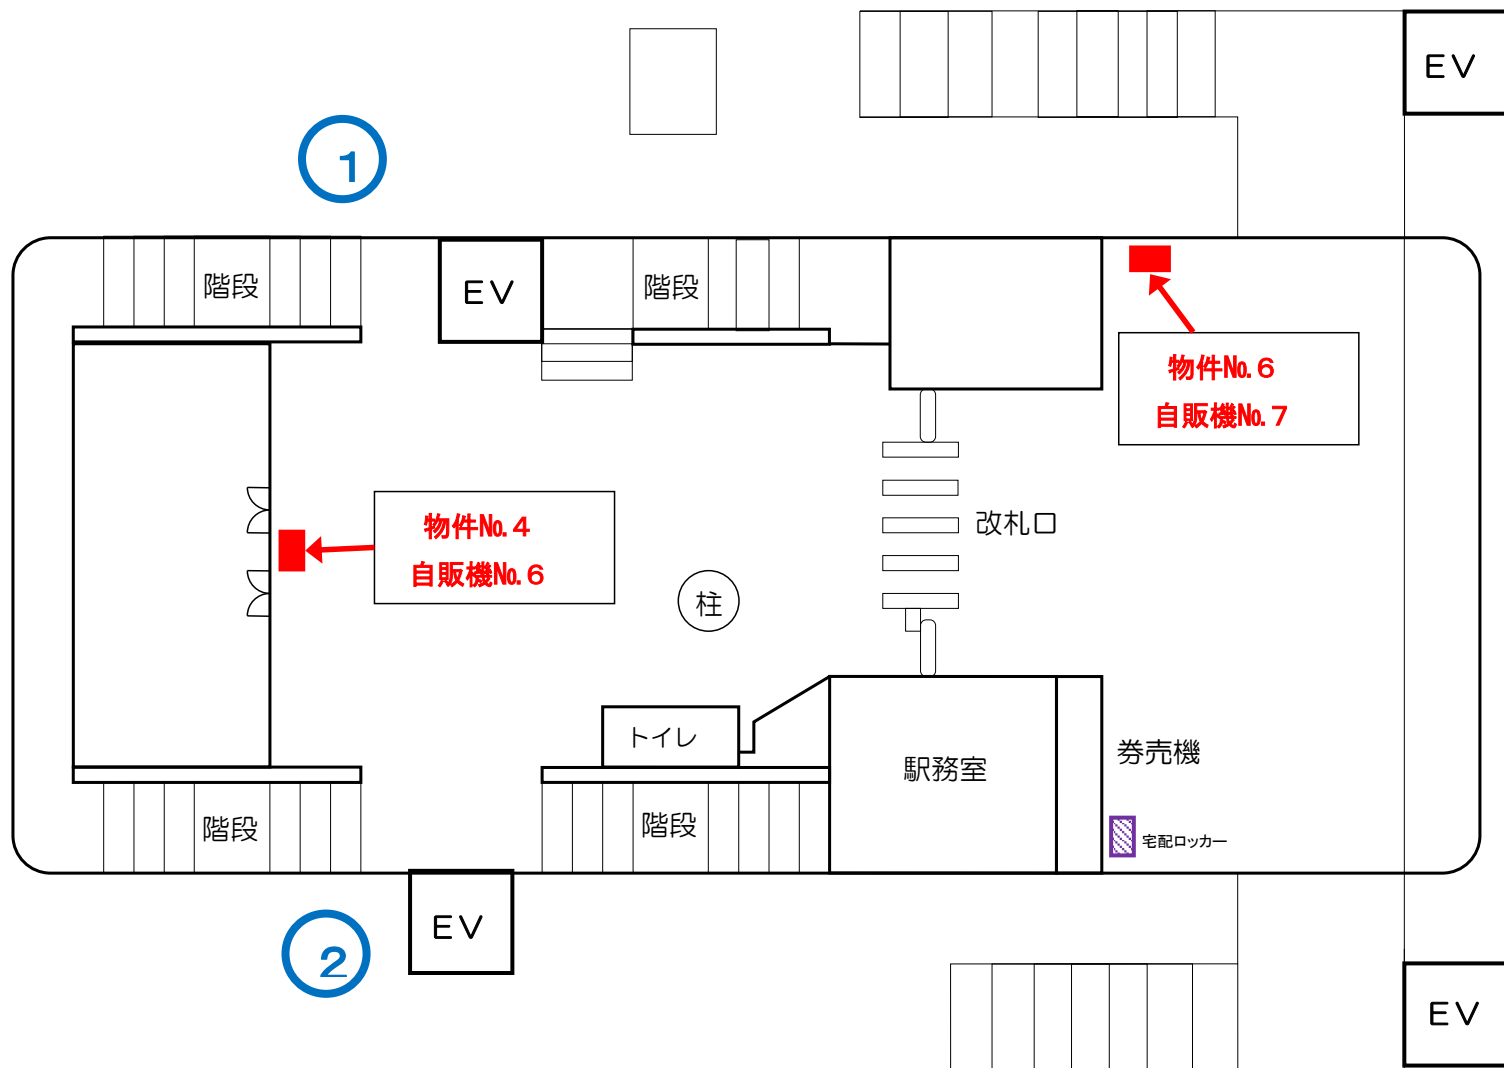 EV
1
階段
EV
階段
物件№.6
自販機№.7
物件№.4
自販機№.6
改札口
柱
トイレ
駅務室
券売機
階段
階段
宅配ロッカー
2
EV
EV